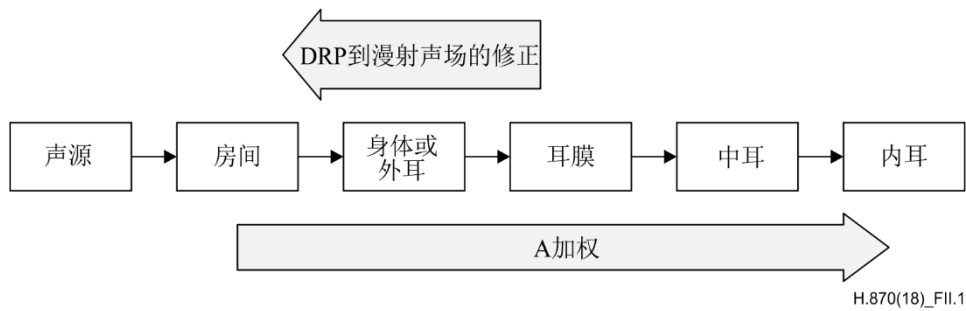 DRP到漫射声场的修正
声源
房间
身体或
外耳
耳膜
中耳
内耳
A加权
H.870(18)_FII.1